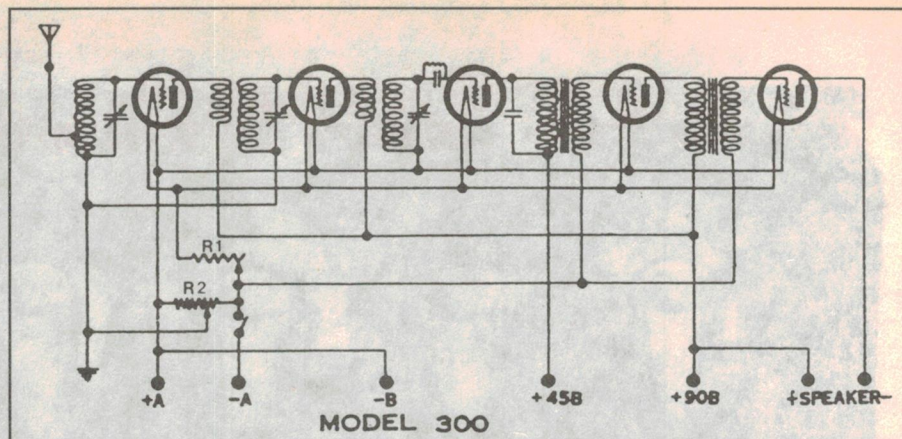 R1
R2
+A -A -B +45B +90B +SPEAKER-
MODEL 300